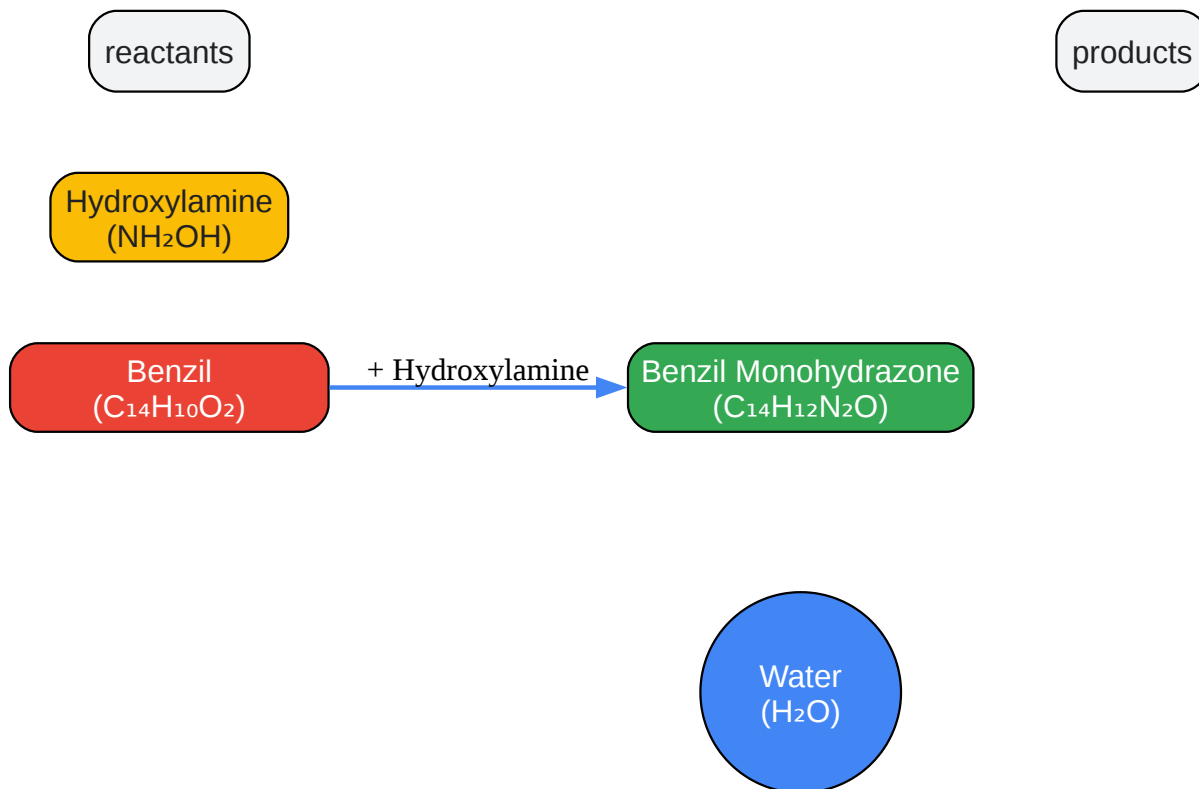 reactants
products
Hydroxylamine
(NH₂OH)
Benzil
(C₁₄H₁₀O₂)
+ Hydroxylamine
Benzil Monohydrazone
(C₁₄H₁₂N₂O)
Water
(H₂O)